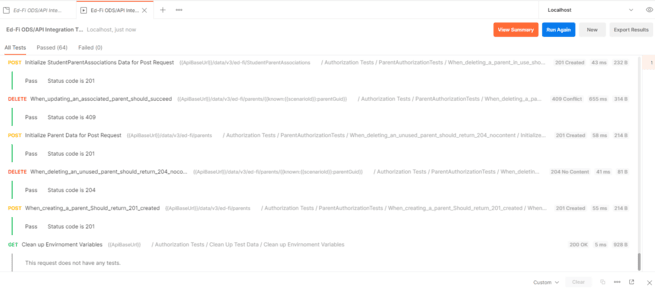 Ed-Fi ODS/API Inte...
Ed-Fi ODS/API Inte...
Localhost
Ed-Fi ODS/API Integration T...
Localhost, just now
View Summary
Run Again
New
Export Results
All Tests
Passed (64)
Failed (0)
POST Initialize StudentParentAssociations Data for Post Request {{ApiBaseUrl}}/data/v3/ed-fi/StudentParentAssociations / Authorization Tests / ParentAuthorizationTests / When_deleting_a_parent_in_use_sho... 201 Created 43 ms 232 B
1
Pass Status code is 201
DELETE When_updating_an_associated_parent_should_succeed {{ApiBaseUrl}}/data/v3/ed-fi/parents/{{known:{{scenarioId}}:parentGuid}} / Authorization Tests / ParentAuthorizationTests / When_deleting_a_pa... 409 Conflict 555 ms 314 B
Pass Status code is 409
POST Initialize Parent Data for Post Request {{ApiBaseUrl}}/data/v3/ed-fi/parents / Authorization Tests / ParentAuthorizationTests / When_deleting_an_unused_parent_should_return_204_nocontent / Initialize... 201 Created 58 ms 214 B
Pass Status code is 201
DELETE When_deleting_an_unused_parent_should_return_204_noco... {{ApiBaseUrl}}/data/v3/ed-fi/parents/{{known:{{scenarioId}}:parentGuid}} / Authorization Tests / ParentAuthorizationTests / When_deletin... 204 No Content 41 ms 81 B
Pass Status code is 204
POST When_creating_a_parent_Should_return_201_created {{ApiBaseUrl}}/data/v3/ed-fi/parents / Authorization Tests / ParentAuthorizationTests / When_creating_a_parent_Should_return_201_created / When... 201 Created 55 ms 214 B
Pass Status code is 201
GET Clean up Envirnoment Variables {{ApiBaseUrl}} / Authorization Tests / Clean Up Test Data / Clean up Envirnoment Variables 200 OK 5 ms 828 B
This request does not have any tests.
Custom
Clear